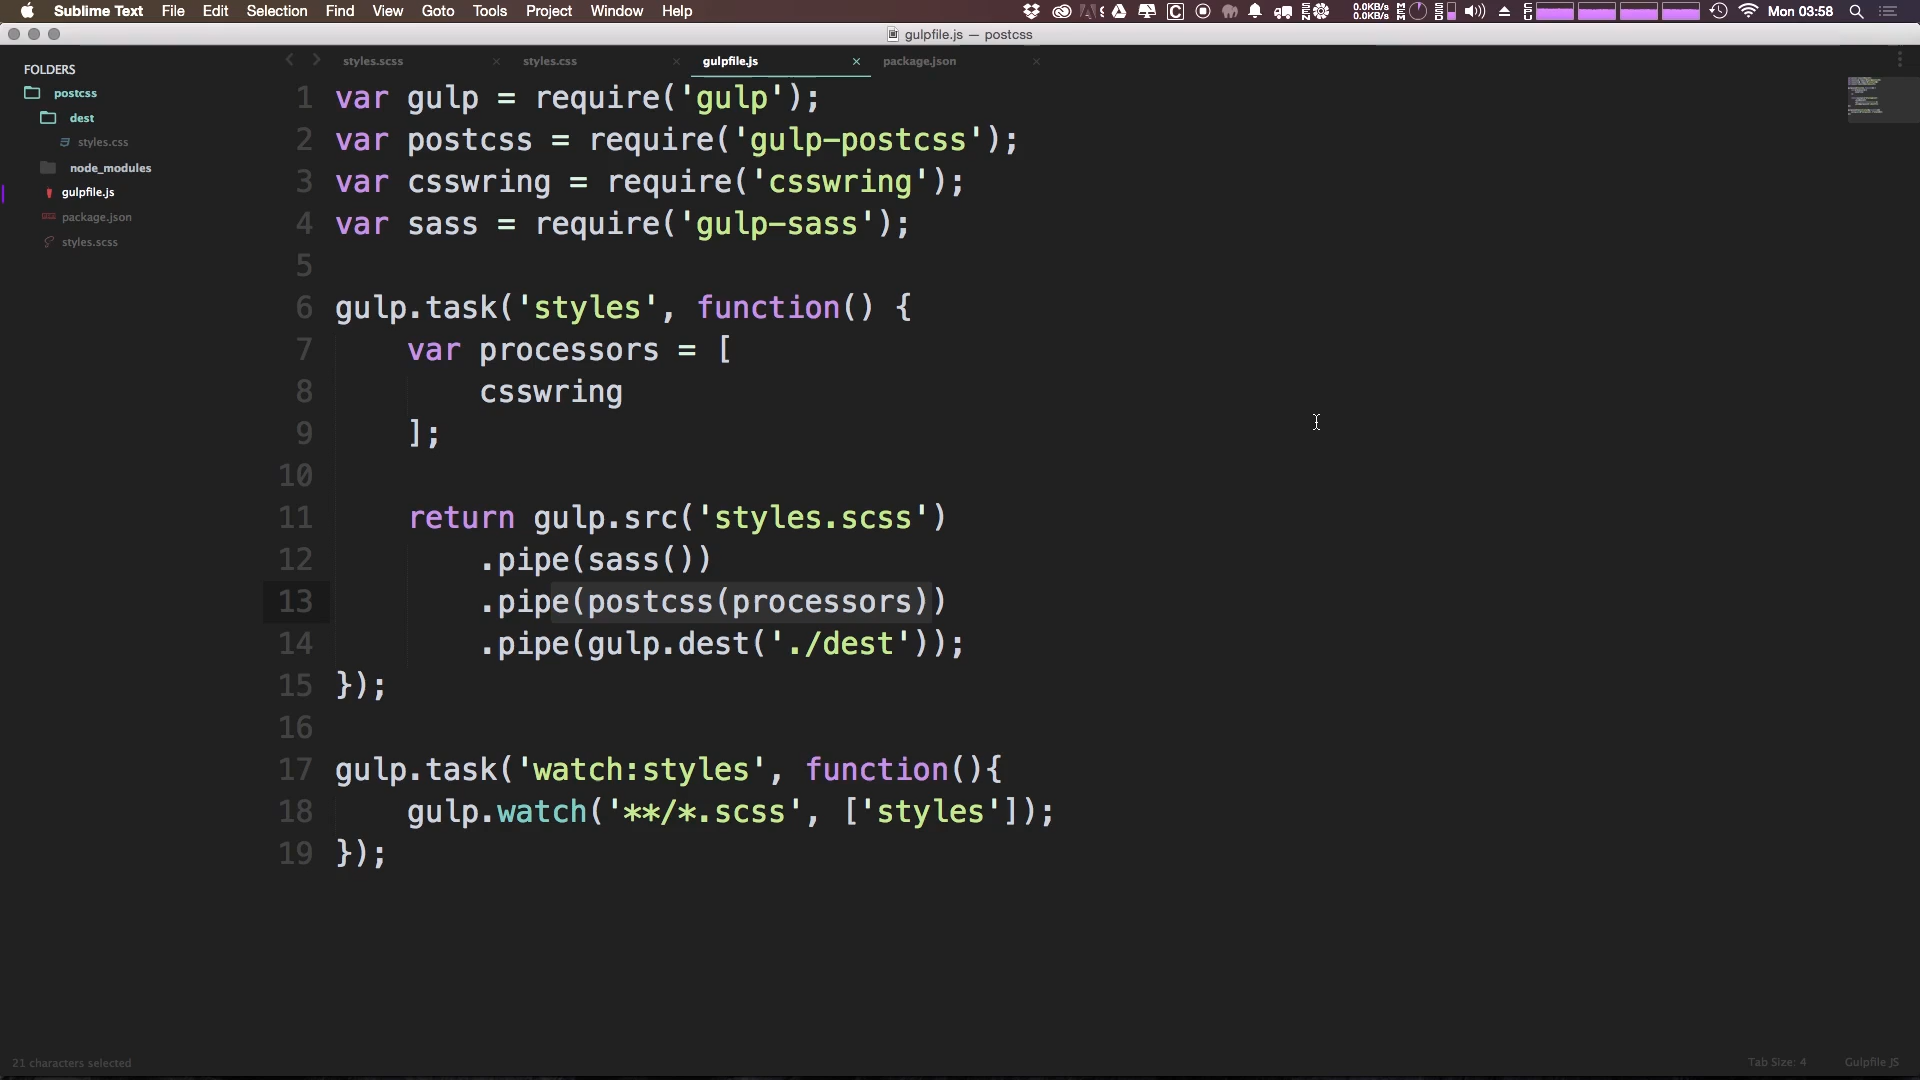 Sublime Text File Edit Selection Find View Goto Tools Project Window Help
0.0KB/s
0.0KB/s
Mon 03:58
gulpfile.js — postcss
FOLDERS
postcss
dest
styles.css
node_modules
gulpfile.js
package.json
styles.scss
styles.scss × styles.css × gulpfile.js × package.json ×
1 var gulp = require('gulp');
2 var postcss = require('gulp-postcss');
3 var csswring = require('csswring');
4 var sass = require('gulp-sass');
5
6 gulp.task('styles', function() {
7 var processors = [
8 csswring
9 ];
10
11 return gulp.src('styles.scss')
12 .pipe(sass())
13 .pipe(postcss(processors))
14 .pipe(gulp.dest('./dest'));
15 });
16
17 gulp.task('watch:styles', function(){
18 gulp.watch('**/*.scss', ['styles']);
19 });
21 characters selected
Tab Size: 4 Gulpfile JS